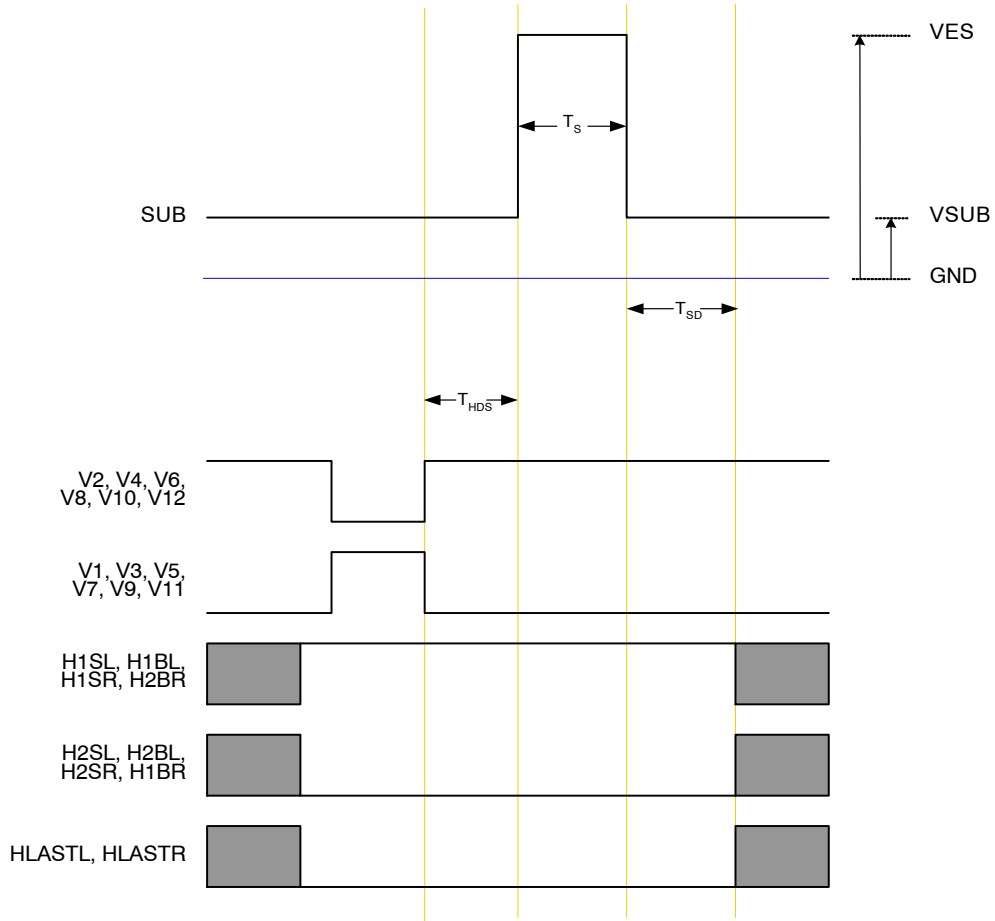 VES
T_S
SUB
VSUB
GND
T_SD
T_HDS
V2, V4, V6,
V8, V10, V12
V1, V3, V5,
V7, V9, V11
H1SL, H1BL,
H1SR, H2BR
H2SL, H2BL,
H2SR, H1BR
HLASTL, HLASTR